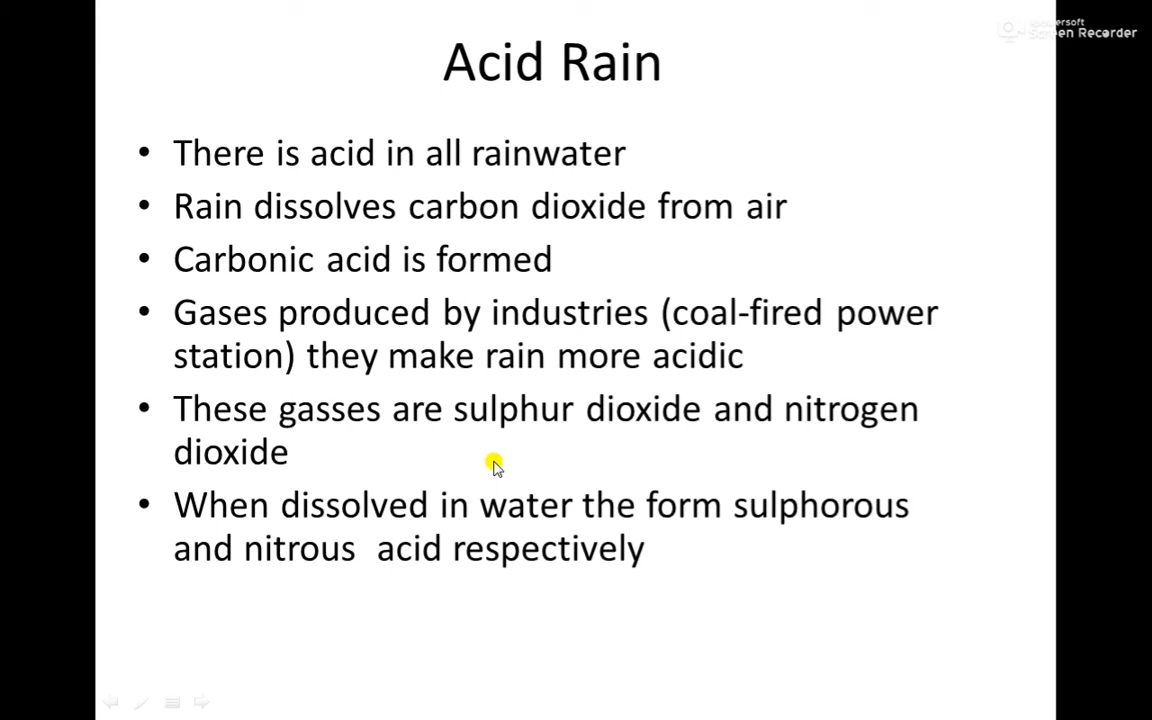 Acid Rain
• There is acid in all rainwater
• Rain dissolves carbon dioxide from air
• Carbonic acid is formed
• Gases produced by industries (coal-fired power
station) they make rain more acidic
• These gasses are sulphur dioxide and nitrogen
dioxide
• When dissolved in water the form sulphorous
and nitrous acid respectively
Screen Recorder